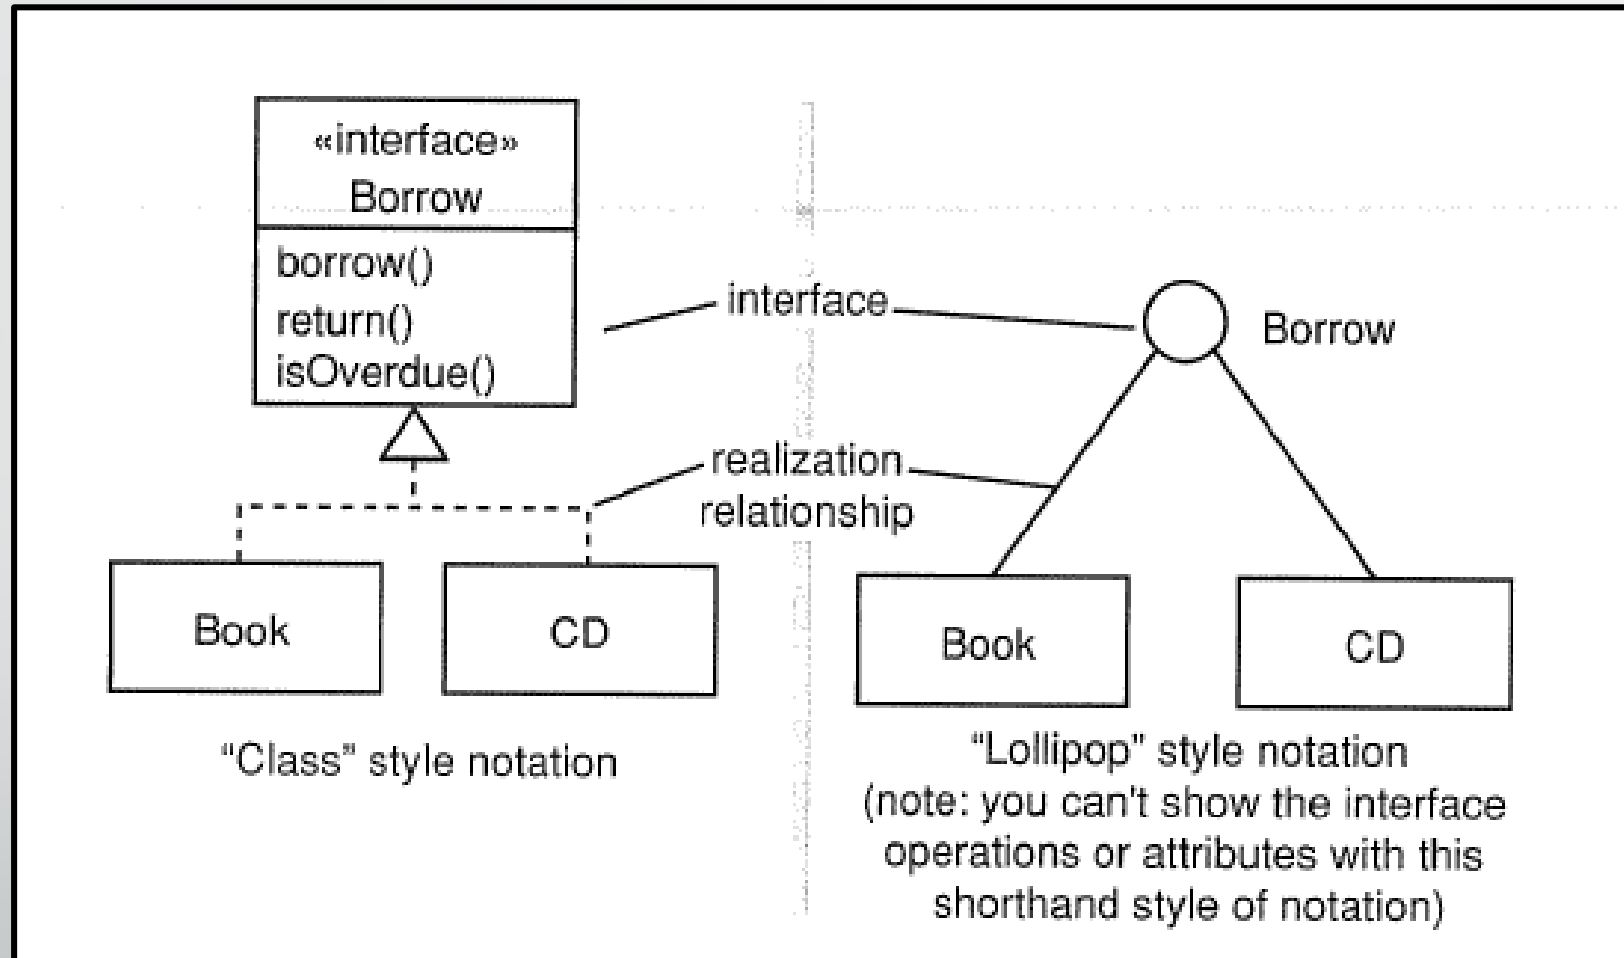 «interface»
Borrow
borrow()
return()
isOverdue()
interface
Borrow
realization
relationship
Book
CD
Book
CD
“Class” style notation
“Lollipop” style notation
(note: you can't show the interface
operations or attributes with this
shorthand style of notation)